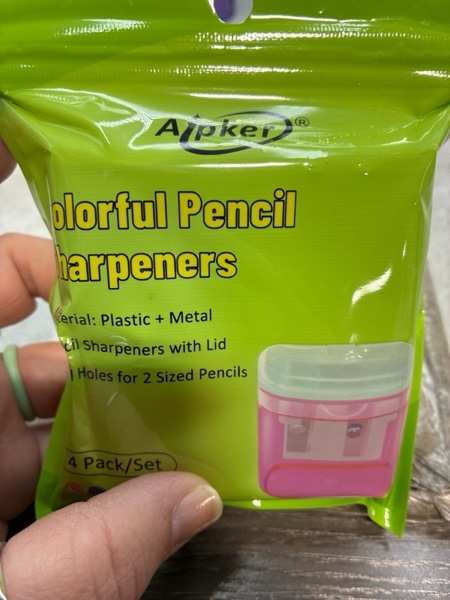 Alpker®
olorful Pencil
harpeners
erial: Plastic + Metal
cil Sharpeners with Lid
Holes for 2 Sized Pencils
4 Pack/Set